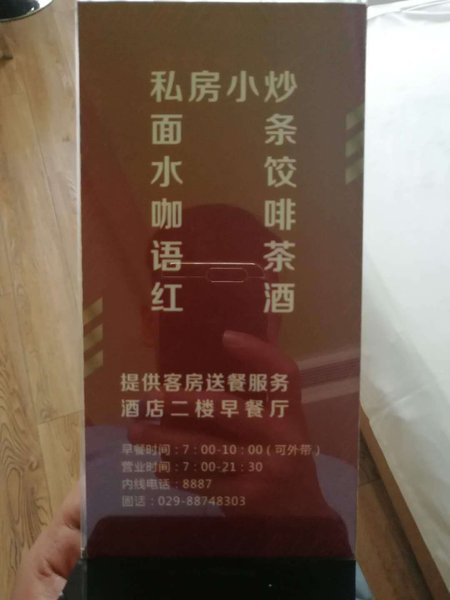 私房小炒
面条
水饺
咖啡
语茶
红酒
提供客房送餐服务
酒店二楼早餐厅
早餐时间：7：00-10：00（可外带）
营业时间：7：00-21：30
内线电话：8887
固话：029-88748303